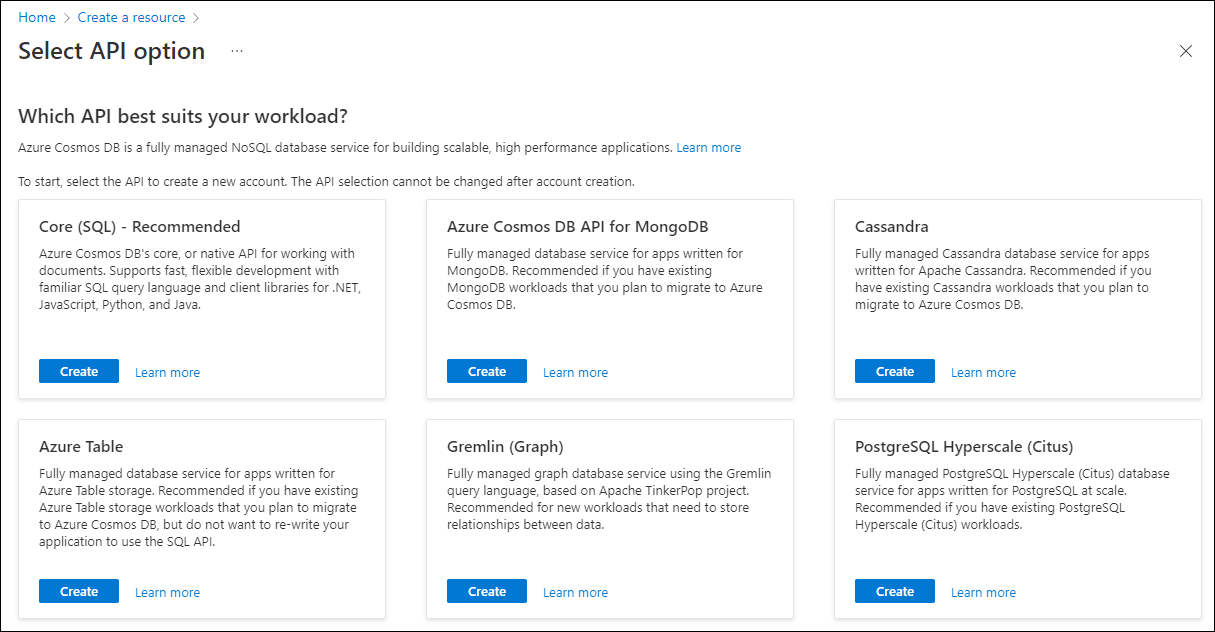 Home > Create a resource >
Select API option ...
Which API best suits your workload?
Azure Cosmos DB is a fully managed NoSQL database service for building scalable, high performance applications. Learn more
To start, select the API to create a new account. The API selection cannot be changed after account creation.
Core (SQL) - Recommended
Azure Cosmos DB's core, or native API for working with
documents. Supports fast, flexible development with
familiar SQL query language and client libraries for .NET,
JavaScript, Python, and Java.
Create Learn more
Azure Cosmos DB API for MongoDB
Fully managed database service for apps written for
MongoDB. Recommended if you have existing
MongoDB workloads that you plan to migrate to Azure
Cosmos DB.
Create Learn more
Cassandra
Fully managed Cassandra database service for apps
written for Apache Cassandra. Recommended if you
have existing Cassandra workloads that you plan to
migrate to Azure Cosmos DB.
Create Learn more
Azure Table
Fully managed database service for apps written for
Azure Table storage. Recommended if you have existing
Azure Table storage workloads that you plan to migrate
to Azure Cosmos DB, but do not want to re-write your
application to use the SQL API.
Create Learn more
Gremlin (Graph)
Fully managed graph database service using the Gremlin
query language, based on Apache TinkerPop project.
Recommended for new workloads that need to store
relationships between data.
Create Learn more
PostgreSQL Hyperscale (Citus)
Fully managed PostgreSQL Hyperscale (Citus) database
service for apps written for PostgreSQL at scale.
Recommended if you have existing PostgreSQL
Hyperscale (Citus) workloads.
Create Learn more